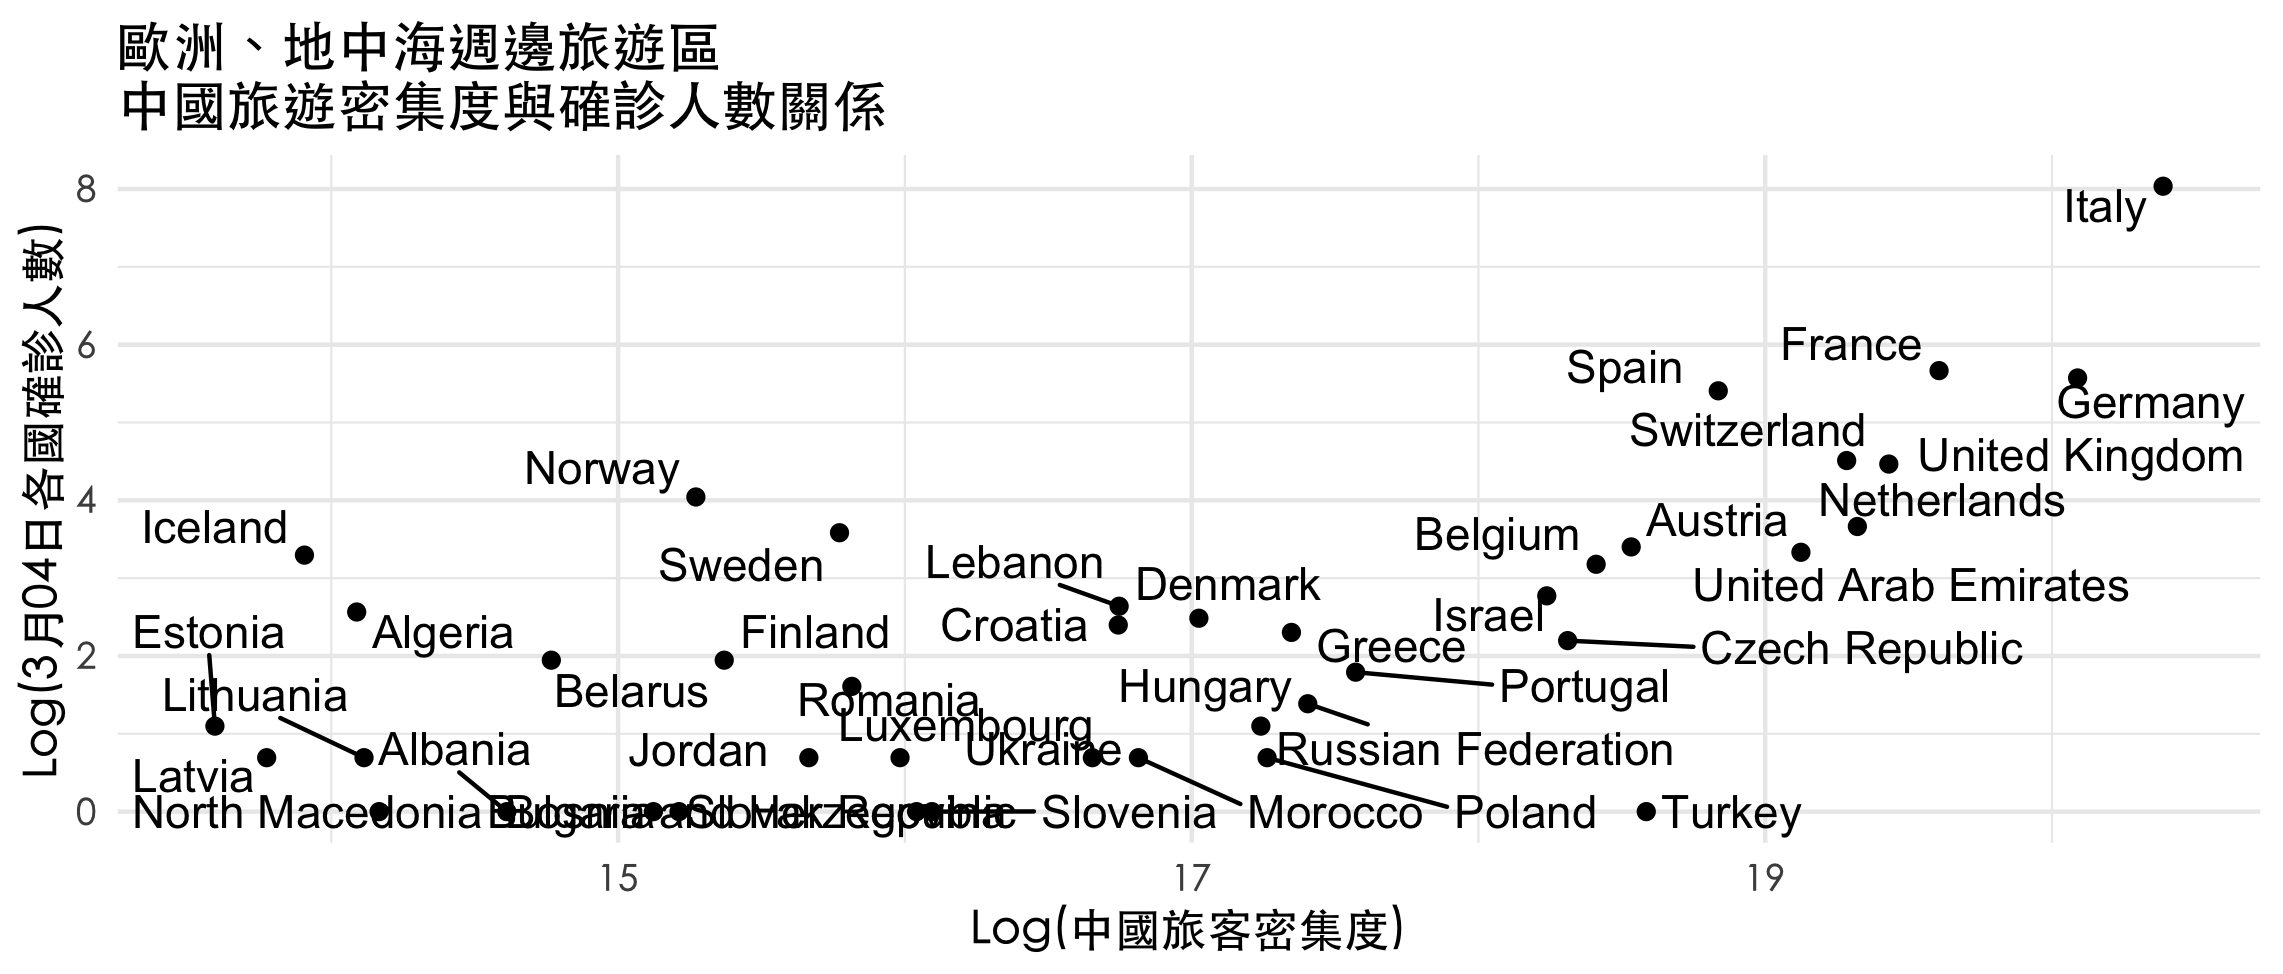 歐洲、地中海週邊旅遊區
中國旅遊密集度與確診人數關係
Log(3月04日各國確診人數)
8
6
4
2
0
Italy
France
Spain
Germany
Switzerland
United Kingdom
Norway
Netherlands
Iceland
Austria
Belgium
Sweden
Lebanon
Denmark
United Arab Emirates
Israel
Croatia
Estonia
Algeria
Finland
Greece
Czech Republic
Lithuania
Belarus
Romania
Hungary
Portugal
Luxembourg
Albania
Jordan
Ukraine
Russian Federation
Latvia
North Macedonia
Bulgaria
Slovak Republic
Slovenia
Morocco
Poland
Turkey
15
17
19
Log(中國旅客密集度)